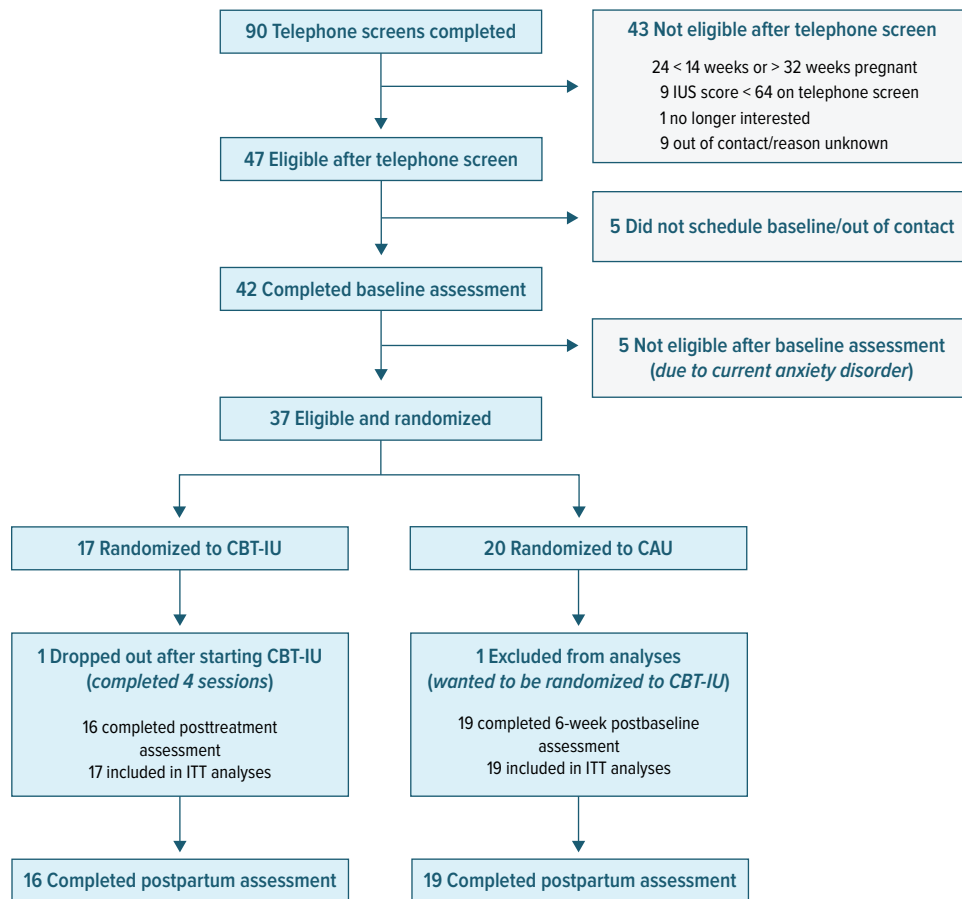 90 Telephone screens completed
43 Not eligible after telephone screen
24 < 14 weeks or > 32 weeks pregnant
9 IUS score < 64 on telephone screen
1 no longer interested
9 out of contact/reason unknown
47 Eligible after telephone screen
5 Did not schedule baseline/out of contact
42 Completed baseline assessment
5 Not eligible after baseline assessment
(due to current anxiety disorder)
37 Eligible and randomized
17 Randomized to CBT-IU
20 Randomized to CAU
1 Dropped out after starting CBT-IU
(completed 4 sessions)
16 completed posttreatment
assessment
17 included in ITT analyses
1 Excluded from analyses
(wanted to be randomized to CBT-IU)
19 completed 6-week postbaseline
assessment
19 included in ITT analyses
16 Completed postpartum assessment
19 Completed postpartum assessment